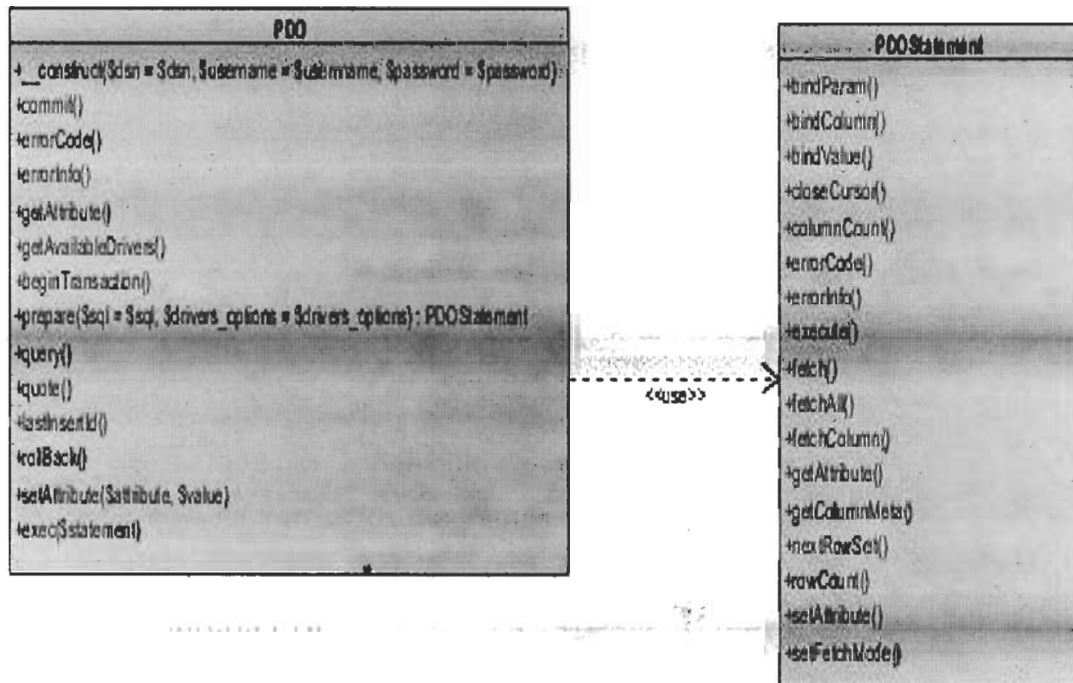 PDO
+__construct($dsn = $dsn, $username = $username, $password = $password)
+commit()
+errorCode()
+errorInfo()
+getAttribute()
+getAvailableDrivers()
+beginTransaction()
+prepare($sql = $sql, $drivers_options = $drivers_options) : PDOStatement
+query()
+quote()
+lastInsertId()
+rollBack()
+setAttribute($attribute, $value)
+exec($statement)
<<use>>
PDOStatement
+bindParam()
+bindColumn()
+bindValue()
+closeCursor()
+columnCount()
+errorCode()
+errorInfo()
+execute()
+fetch()
+fetchAll()
+fetchColumn()
+getAttribute()
+getColumnMeta()
+nextRowSet()
+rowCount()
+setAttribute()
+setFetchMode()